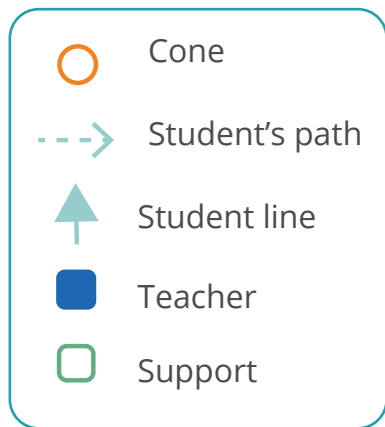 Cone
Student’s path
Student line
Teacher
Support